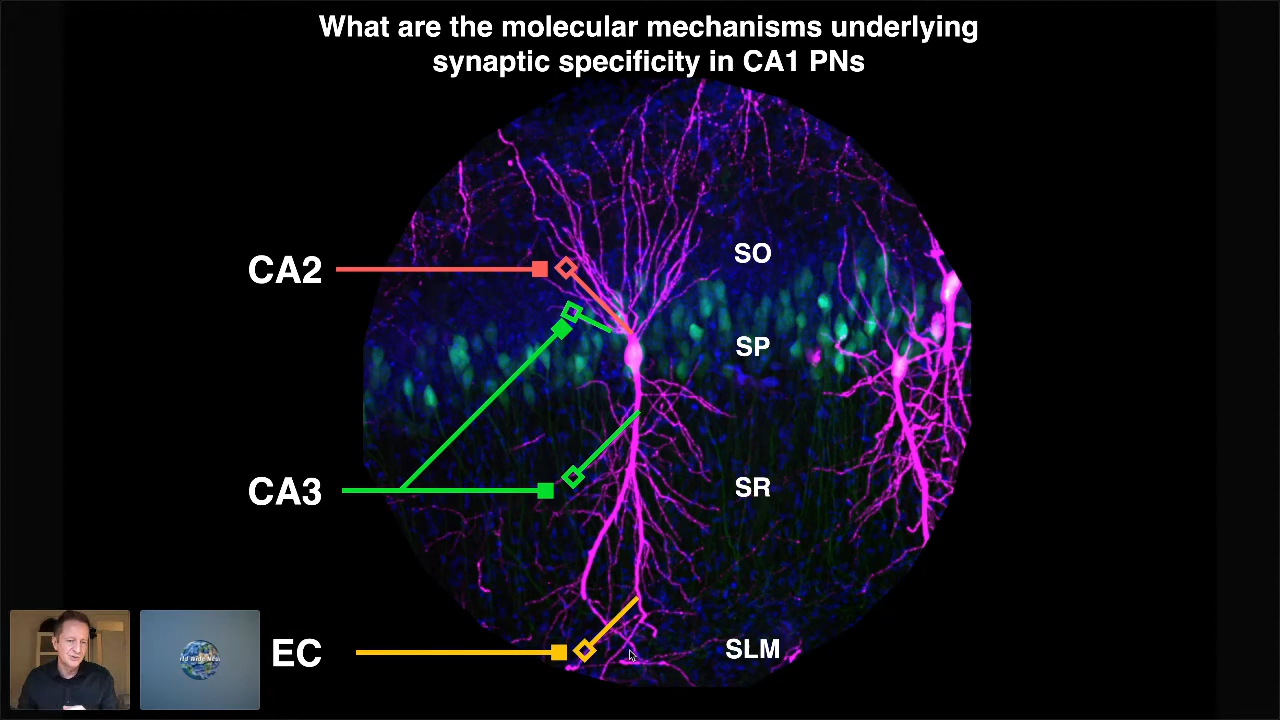 What are the molecular mechanisms underlying
synaptic specificity in CA1 PNs
SO
CA2
SP
CA3
SR
EC
SLM